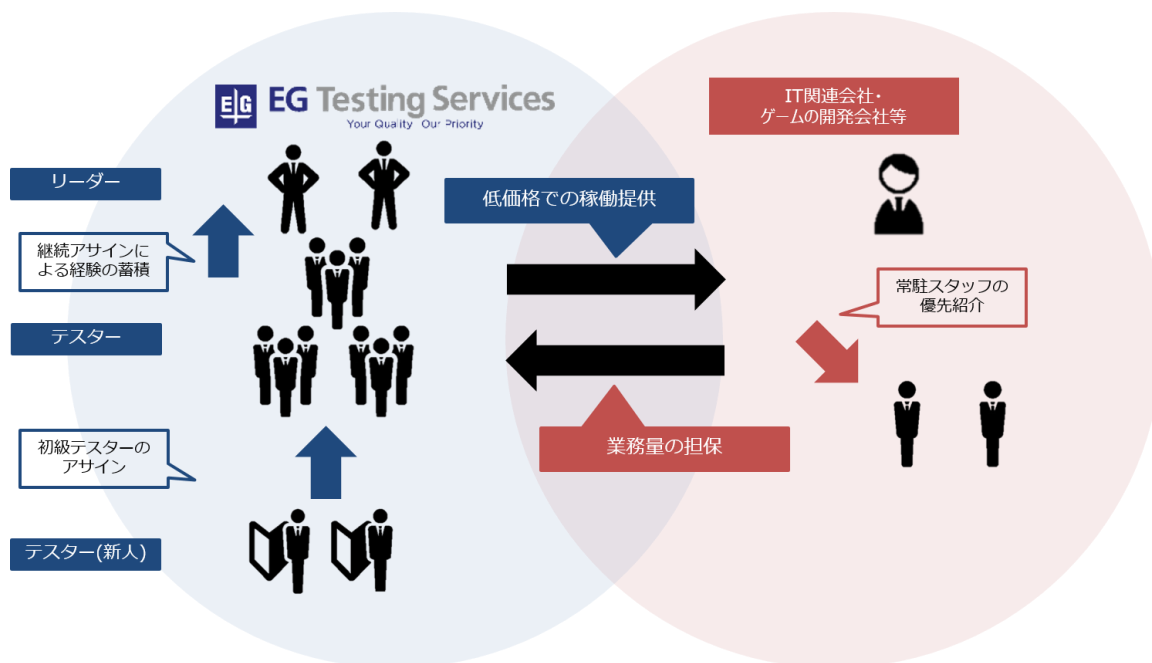 EG EG Testing Services
Your Quality Our Priority
IT関連会社・
ゲームの開発会社等
リーダー
低価格での稼働提供
継続アサインに
よる経験の蓄積
常駐スタッフの
優先紹介
テスター
業務量の担保
初級テスターの
アサイン
テスター(新人)